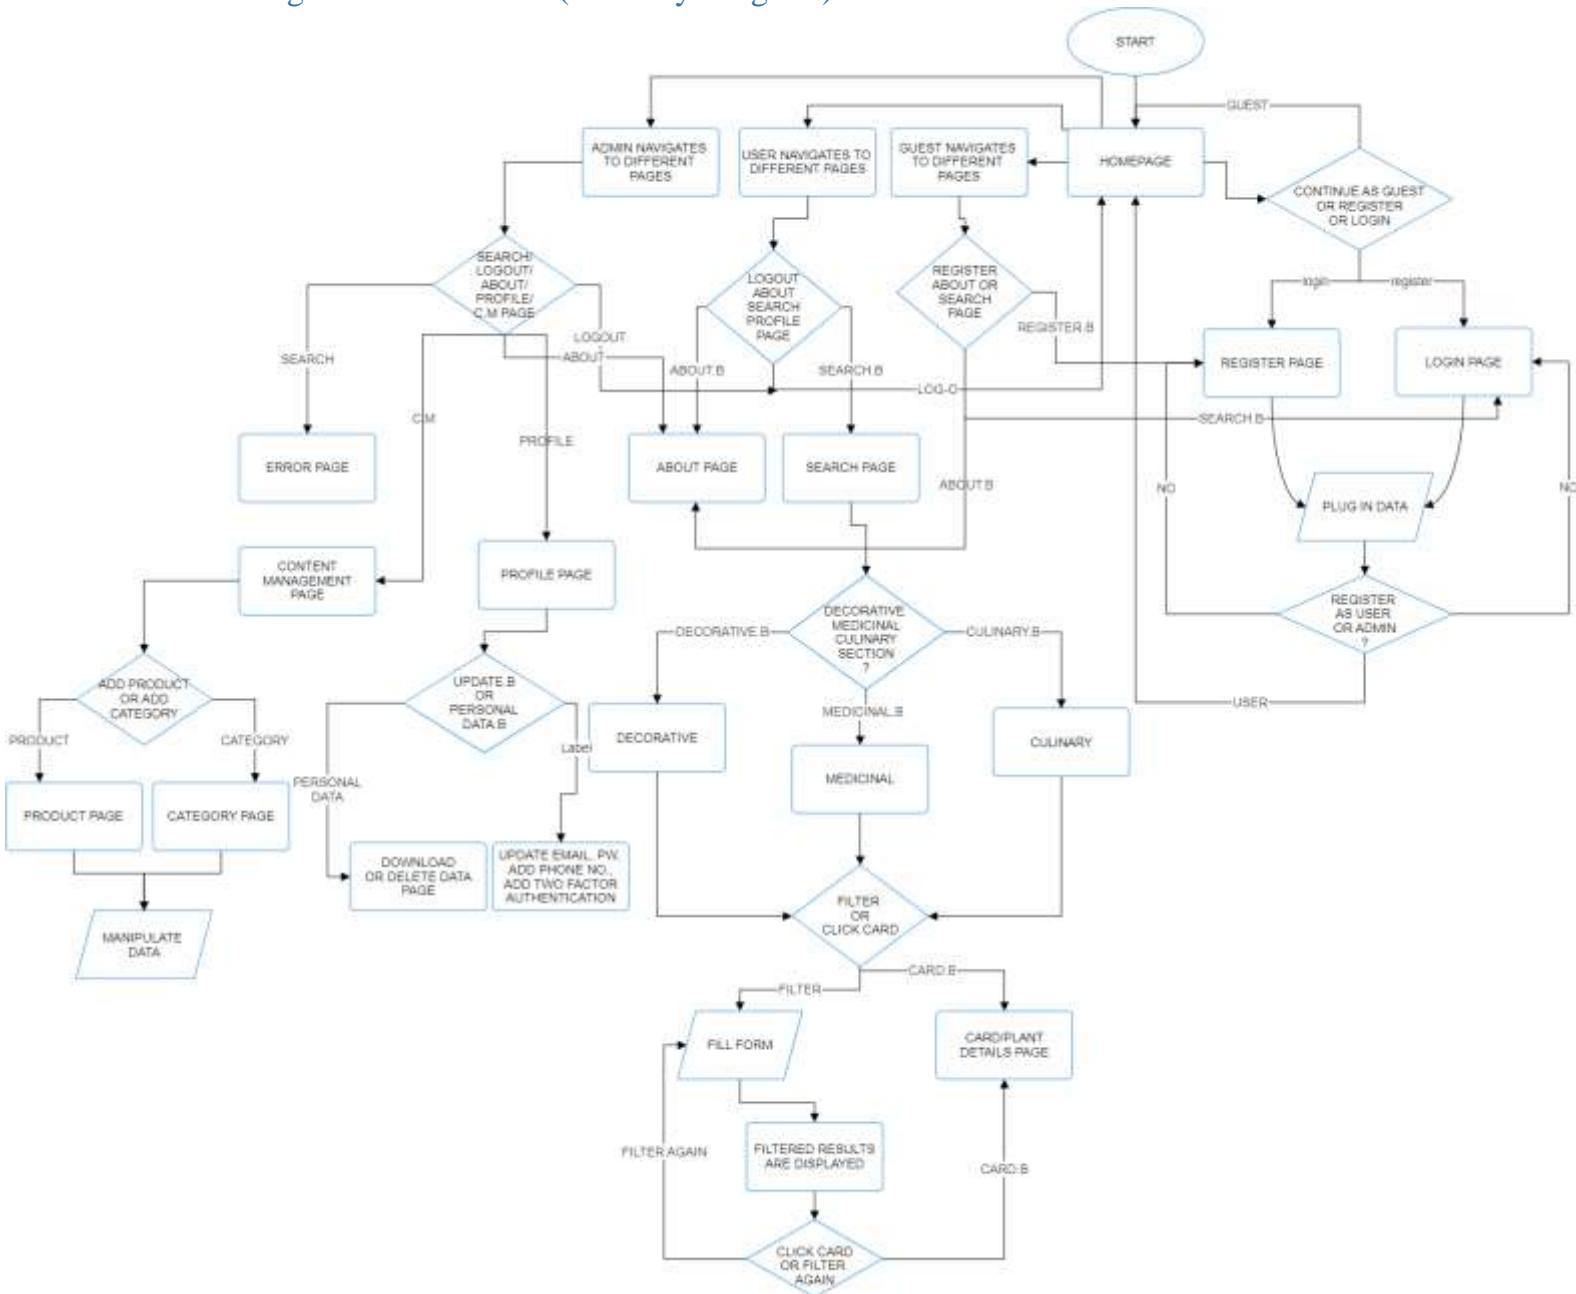 START
GUEST
ADMIN NAVIGATES
TO DIFFERENT
PAGES
USER NAVIGATES TO
DIFFERENT PAGES
GUEST NAVIGATES
TO DIFFERENT
PAGES
HOMEPAGE
CONTINUE AS GUEST
OR REGISTER
OR LOGIN
SEARCH/
LOGOUT/
ABOUT/
PROFILE/
C.M PAGE
LOGOUT
ABOUT
SEARCH
PROFILE
PAGE
REGISTER
ABOUT OR
SEARCH
PAGE
login
register
REGISTER.B
LOGOUT
SEARCH
ABOUT
ABOUT.B
SEARCH.B
REGISTER PAGE
LOGIN PAGE
LOG-O
SEARCH.B
C.M
PROFILE
ERROR PAGE
ABOUT PAGE
SEARCH PAGE
ABOUT.B
NO
NO
PLUG IN DATA
CONTENT
MANAGEMENT
PAGE
PROFILE PAGE
DECORATIVE
MEDICINAL
CULINARY
SECTION
?
REGISTER
AS USER
OR ADMIN
?
DECORATIVE.B
CULINARY.B
ADD PRODUCT
OR ADD
CATEGORY
UPDATE.B
OR
PERSONAL
DATA.B
USER
MEDICINAL.B
PRODUCT
CATEGORY
Label
DECORATIVE
CULINARY
PERSONAL
DATA
MEDICINAL
PRODUCT PAGE
CATEGORY PAGE
DOWNLOAD
OR DELETE DATA
PAGE
UPDATE EMAIL, PW,
ADD PHONE NO.,
ADD TWO FACTOR
AUTHENTICATION
FILTER
OR
CLICK CARD
MANIPULATE
DATA
CARD.B
FILTER
FILL FORM
CARD/PLANT
DETAILS PAGE
FILTER AGAIN
FILTERED RESULTS
ARE DISPLAYED
CARD.B
CLICK CARD
OR FILTER
AGAIN